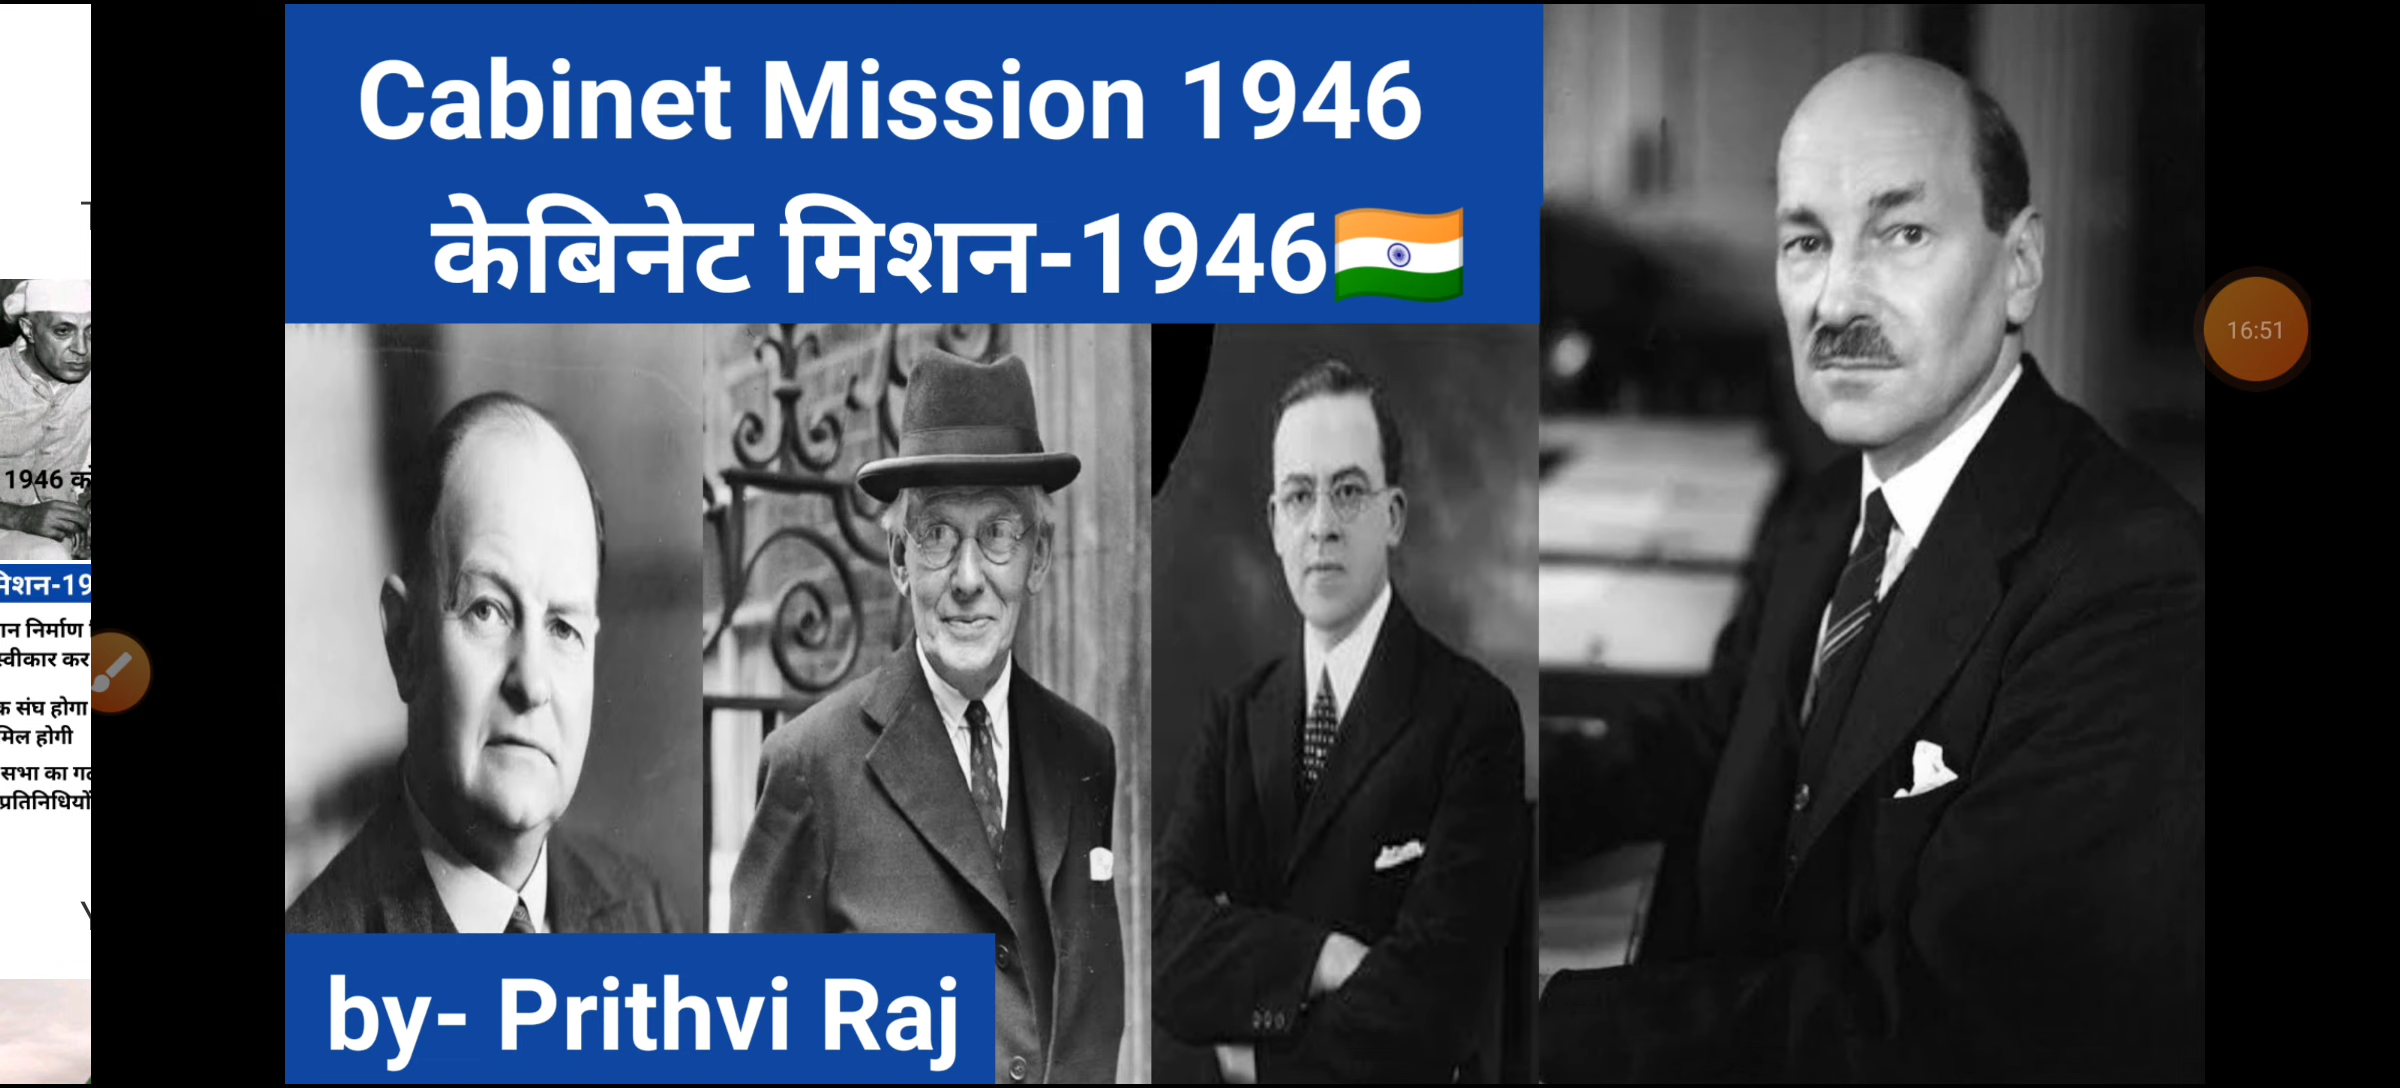 Cabinet Mission 1946
केबिनेट मिशन-1946
16:51
1946
मिशन-19
निर्माण
स्वीकार कर
संघ होगा
होगी
सभा का
प्रतिनिधियों
by- Prithvi Raj